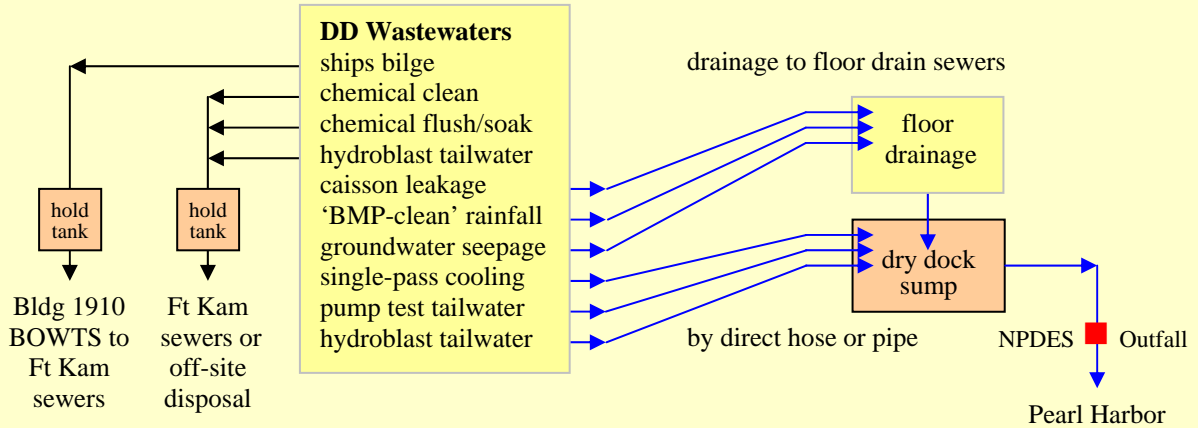 DD Wastewaters
ships bilge
chemical clean
chemical flush/soak
hydroblast tailwater
caisson leakage
‘BMP-clean’ rainfall
groundwater seepage
single-pass cooling
pump test tailwater
hydroblast tailwater
hold
tank
hold
tank
Bldg 1910
BOWTS to
Ft Kam
sewers
Ft Kam
sewers or
off-site
disposal
drainage to floor drain sewers
floor
drainage
dry dock
sump
by direct hose or pipe
NPDES
Outfall
Pearl Harbor